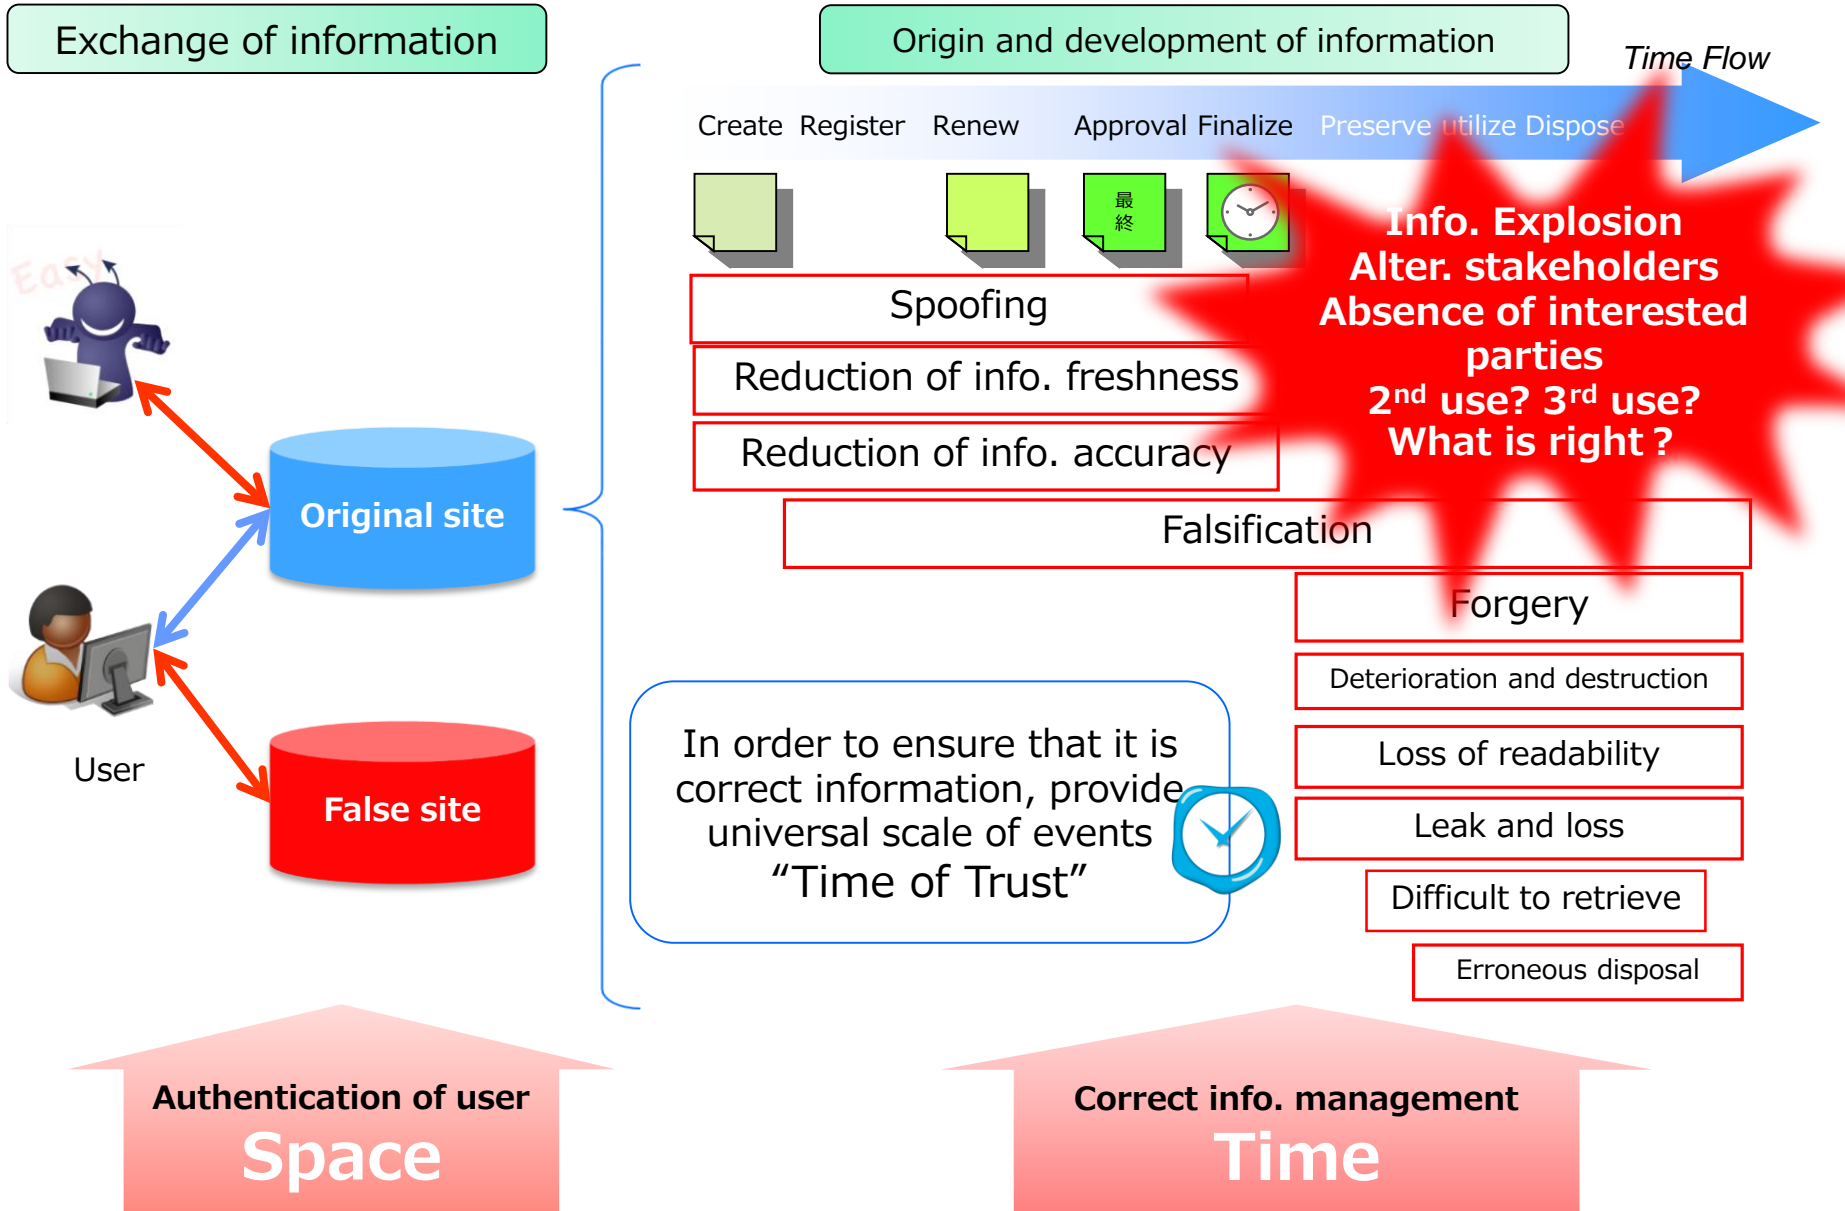 Exchange of information
Origin and development of information
Time Flow
Create Register Renew Approval Finalize Preserve utilize Dispose
最
終
Easy
Info. Explosion
Alter. stakeholders
Absence of interested
parties
2nd use? 3rd use?
What is right？
Spoofing
Reduction of info. freshness
Reduction of info. accuracy
Falsification
Forgery
Deterioration and destruction
Loss of readability
Leak and loss
Difficult to retrieve
Erroneous disposal
Original site
User
False site
In order to ensure that it is
correct information, provide
universal scale of events
“Time of Trust”
Authentication of user
Space
Correct info. management
Time